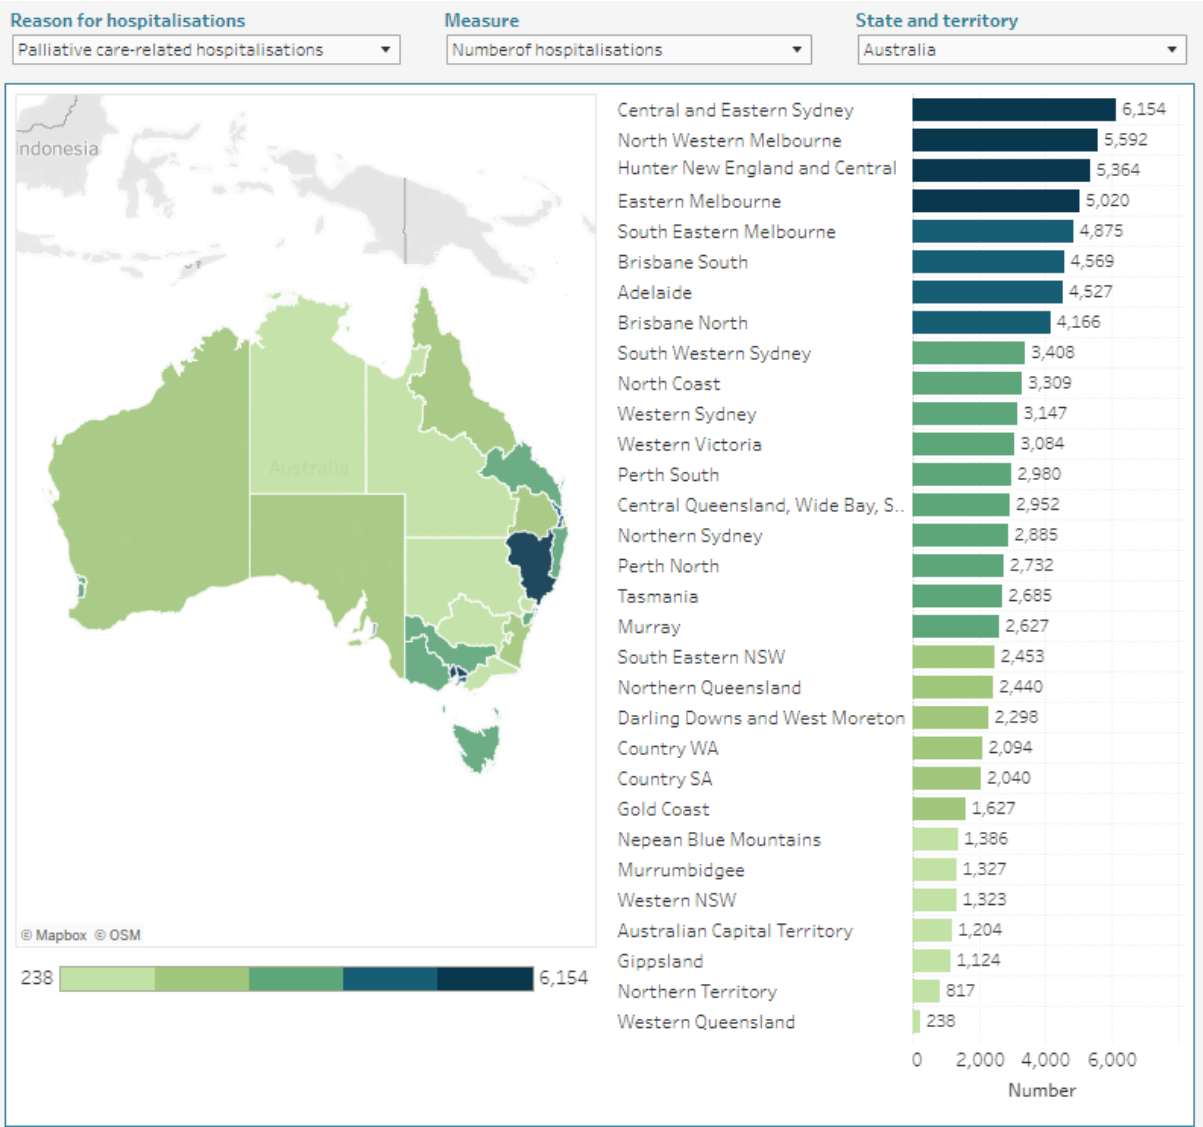 Reason for hospitalisations
Measure
State and territory
Palliative care-related hospitalisations
Numberof hospitalisations
Australia
ndonesia
Australia
© Mapbox © OSM
238
6,154
Central and Eastern Sydney 6,154
North Western Melbourne 5,592
Hunter New England and Central 5,364
Eastern Melbourne 5,020
South Eastern Melbourne 4,875
Brisbane South 4,569
Adelaide 4,527
Brisbane North 4,166
South Western Sydney 3,408
North Coast 3,309
Western Sydney 3,147
Western Victoria 3,084
Perth South 2,980
Central Queensland, Wide Bay, S.. 2,952
Northern Sydney 2,885
Perth North 2,732
Tasmania 2,685
Murray 2,627
South Eastern NSW 2,453
Northern Queensland 2,440
Darling Downs and West Moreton 2,298
Country WA 2,094
Country SA 2,040
Gold Coast 1,627
Nepean Blue Mountains 1,386
Murrumbidgee 1,327
Western NSW 1,323
Australian Capital Territory 1,204
Gippsland 1,124
Northern Territory 817
Western Queensland 238
0 2,000 4,000 6,000
Number